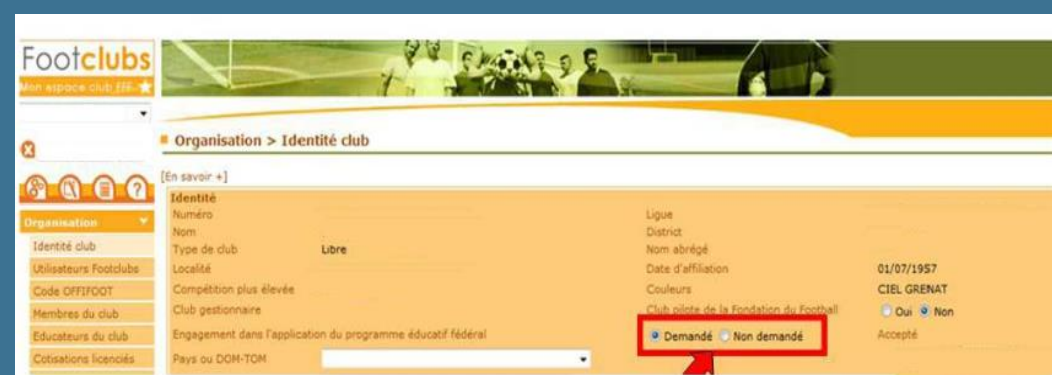 Footclubs
Mon espace club FFF
Organisation > Identité club
[En savoir +]
Organisation
Identité club
Utilisateurs Footclubs
Code OFFIFOOT
Membres du club
Educateurs du club
Cotisations licenciés
Identité
Numéro
Nom
Type de club Libre
Localité
Compétition plus élevée
Club gestionnaire
Engagement dans l'application du programme éducatif fédéral
Pays ou DOM-TOM
Ligue
District
Nom abrégé
Date d'affiliation 01/07/1957
Couleurs CIEL GRENAT
Club pilote de la Fondation du Football Oui Non
Demandé Non demandé Accepté